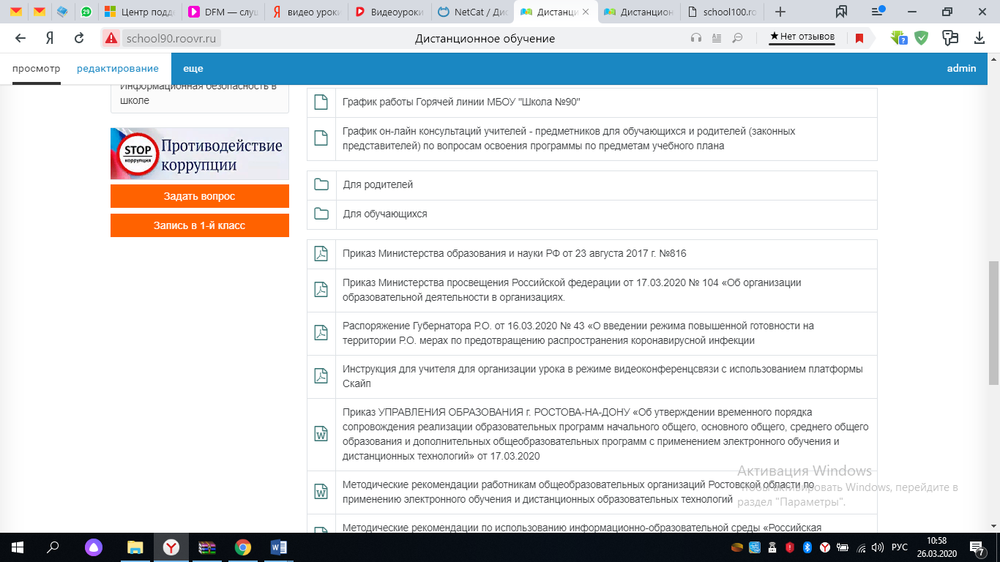 Центр подде
DFM — слуш
видео уроки
Видеоуроки
NetCat / Дис
Дистанци
Дистанцион
school100.ro
school90.roovr.ru
Дистанционное обучение
Нет отзывов
просмотр
редактирование
еще
admin
Информационная безопасность в
школе
STOP
коррупция
Противодействие
коррупции
Задать вопрос
Запись в 1-й класс
График работы Горячей линии МБОУ "Школа №90"
График он-лайн консультаций учителей - предметников для обучающихся и родителей (законных
представителей) по вопросам освоения программы по предметам учебного плана
Для родителей
Для обучающихся
Приказ Министерства образования и науки РФ от 23 августа 2017 г. №816
Приказ Министерства просвещения Российской федерации от 17.03.2020 № 104 «Об организации
образовательной деятельности в организациях.
Распоряжение Губернатора Р.О. от 16.03.2020 № 43 «О введении режима повышенной готовности на
территории Р.О. мерах по предотвращению распространения коронавирусной инфекции
Инструкция для учителя для организации урока в режиме видеоконференцсвязи с использованием платформы
Скайп
Приказ УПРАВЛЕНИЯ ОБРАЗОВАНИЯ г. РОСТОВА-НА-ДОНУ «Об утверждении временного порядка
сопровождения реализации образовательных программ начального общего, основного общего, среднего общего
образования и дополнительных общеобразовательных программ с применением электронного обучения и
дистанционных технологий» от 17.03.2020
Методические рекомендации работникам общеобразовательных организаций Ростовской области по
применению электронного обучения и дистанционных образовательных технологий
Методические рекомендации по использованию информационно-образовательной среды «Российская
Активация Windows
Чтобы активировать Windows, перейдите в
раздел "Параметры".
РУС
10:58
26.03.2020
7